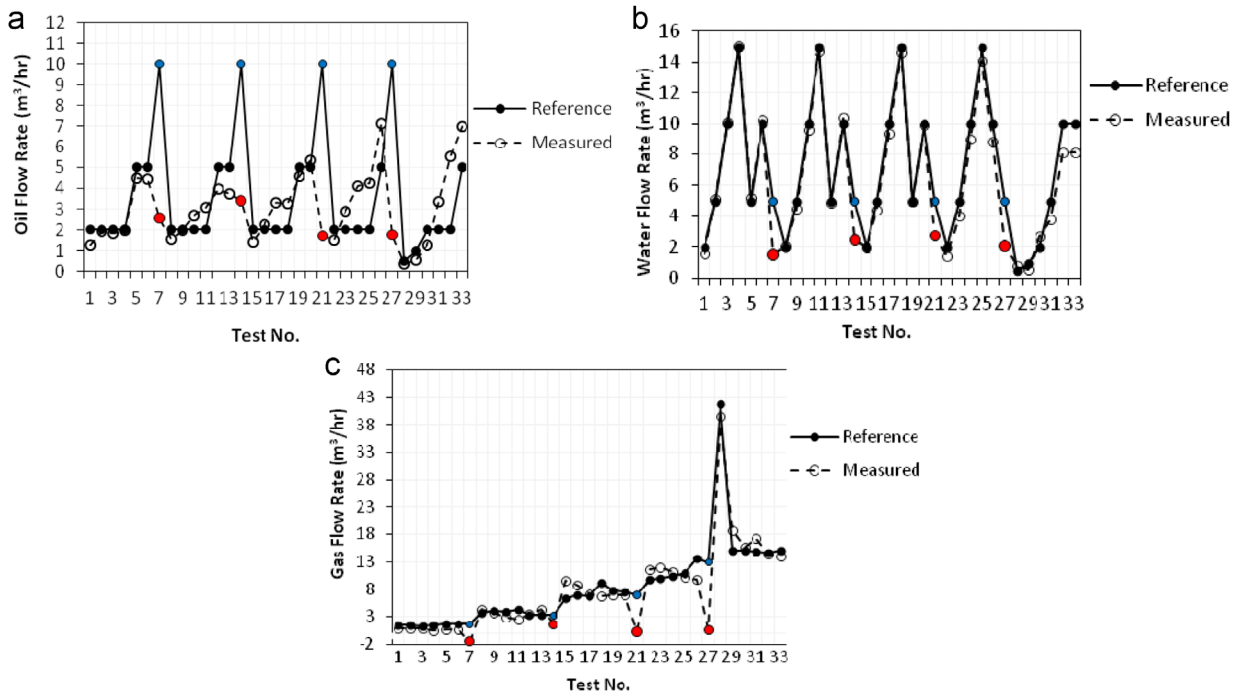 a
Oil Flow Rate (m³/hr)
12
11
10
9
8
7
6
5
4
3
2
1
0
1 3 5 7 9 11 13 15 17 19 21 23 25 27 29 31 33
Test No.
Reference
Measured
b
Water Flow Rate (m³/hr)
16
14
12
10
8
6
4
2
0
1 3 5 7 9 11 13 15 17 19 21 23 25 27 29 31 33
Test No.
Reference
Measured
c
Gas Flow Rate (m³/hr)
48
43
38
33
28
23
18
13
8
3
-2
1 3 5 7 9 11 13 15 17 19 21 23 25 27 29 31 33
Test No.
Reference
Measured